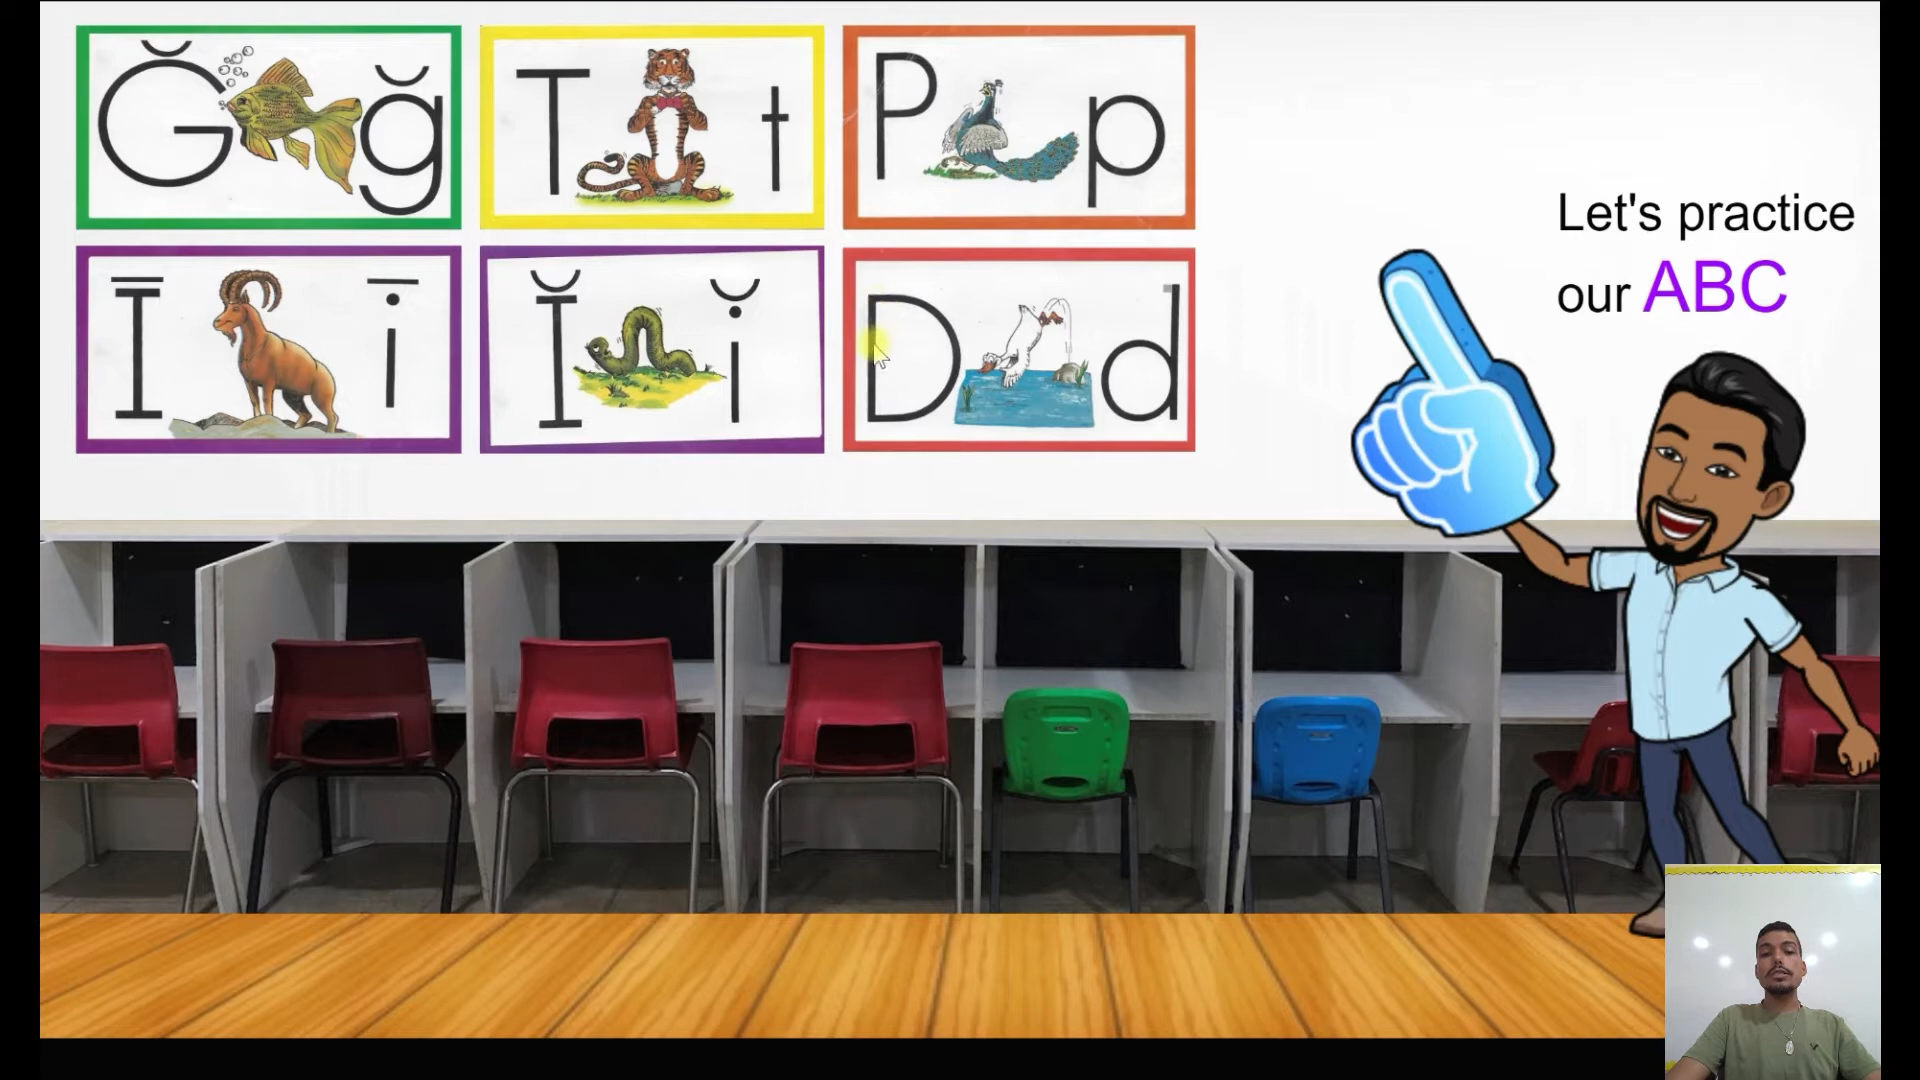 Ğ ğ
T t
P p
Ī ī
Ĭ ĭ
D d
Let's practice
our ABC